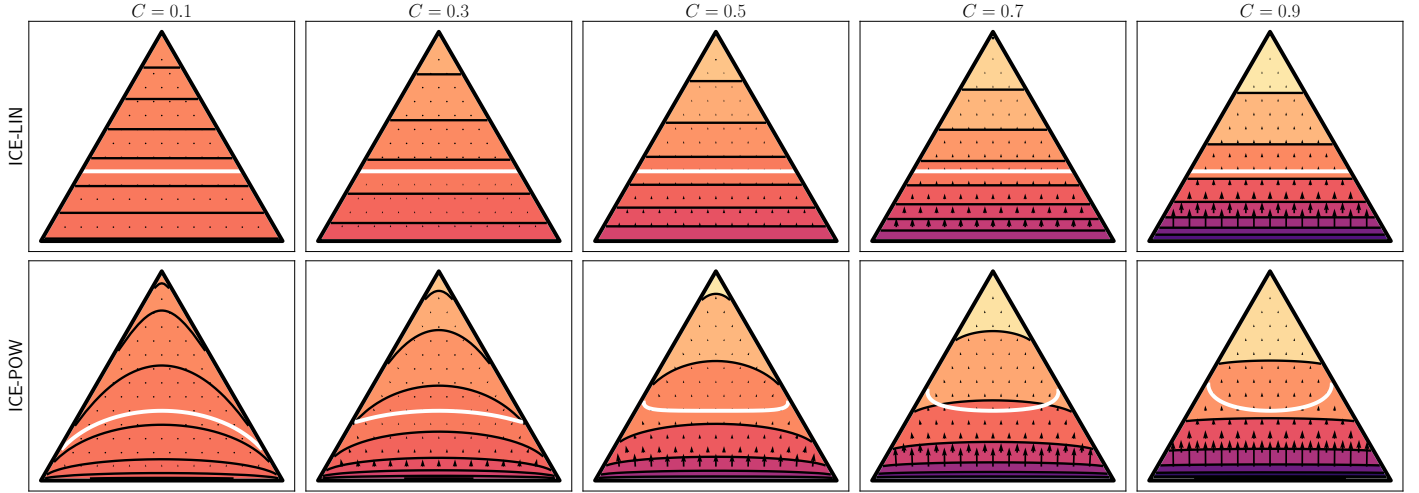 C = 0.1
C = 0.3
C = 0.5
C = 0.7
C = 0.9
ICE-LIN
ICE-POW